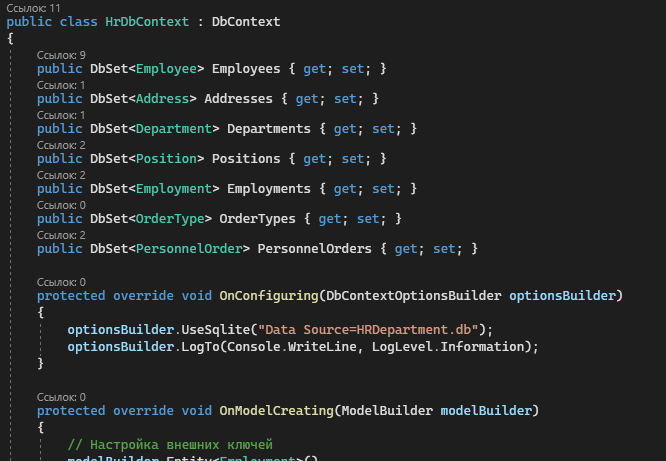 Ссылок: 11
public class HrDbContext : DbContext
{
Ссылок: 9
public DbSet<Employee> Employees { get; set; }
Ссылок: 1
public DbSet<Address> Addresses { get; set; }
Ссылок: 1
public DbSet<Department> Departments { get; set; }
Ссылок: 2
public DbSet<Position> Positions { get; set; }
Ссылок: 2
public DbSet<Employment> Employments { get; set; }
Ссылок: 0
public DbSet<OrderType> OrderTypes { get; set; }
Ссылок: 2
public DbSet<PersonnelOrder> PersonnelOrders { get; set; }
Ссылок: 0
protected override void OnConfiguring(DbContextOptionsBuilder optionsBuilder)
{
optionsBuilder.UseSqlite("Data Source=HRDepartment.db");
optionsBuilder.LogTo(Console.WriteLine, LogLevel.Information);
}
Ссылок: 0
protected override void OnModelCreating(ModelBuilder modelBuilder)
{
// Настройка внешних ключей
modelBuilder.Entity<Employment>()